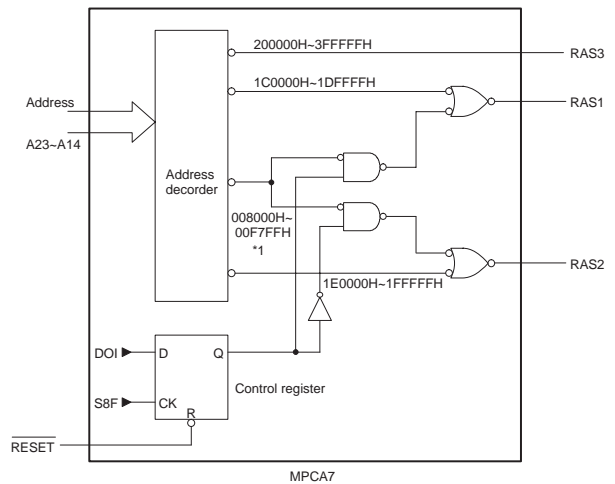 200000H~3FFFFFH
RAS3
1C0000H~1DFFFFH
Address
RAS1
A23~A14
Address
decorder
008000H~
00F7FFH
*1
RAS2
1E0000H~1FFFFFH
DOI
D
Q
Control register
S8F
CK
R
RESET
MPCA7